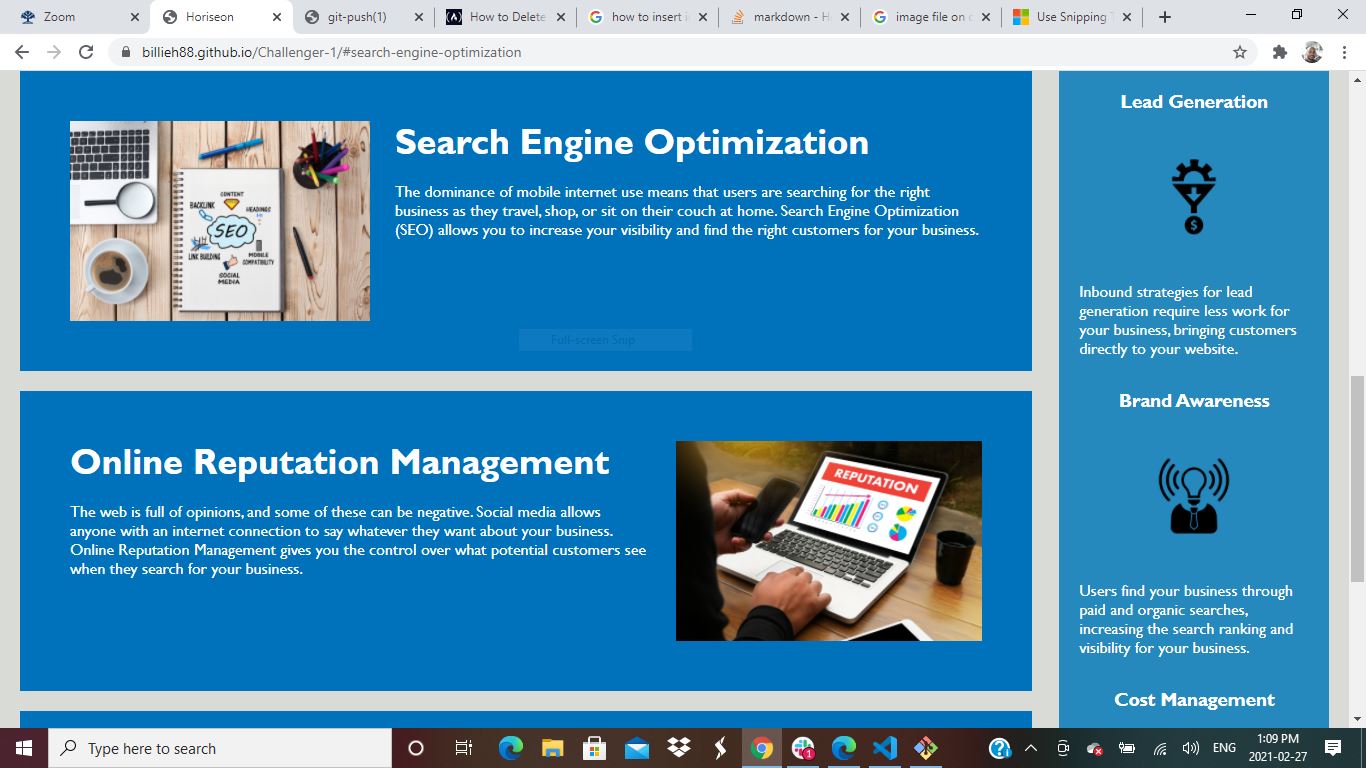 Zoom
Horiseon
git-push(1)
How to Delete
how to insert i
markdown - H
image file on
Use Snipping T
billieh88.github.io/Challenger-1/#search-engine-optimization
Search Engine Optimization
The dominance of mobile internet use means that users are searching for the right
business as they travel, shop, or sit on their couch at home. Search Engine Optimization
(SEO) allows you to increase your visibility and find the right customers for your business.
CONTENT
BACKLINK
HEADINGS
SEO
LINK BUILDING
MOBILE
COMPATIBILITY
SOCIAL
MEDIA
Full-screen Snip
Online Reputation Management
The web is full of opinions, and some of these can be negative. Social media allows
anyone with an internet connection to say whatever they want about your business.
Online Reputation Management gives you the control over what potential customers see
when they search for your business.
REPUTATION
Lead Generation
$
Inbound strategies for lead
generation require less work for
your business, bringing customers
directly to your website.
Brand Awareness
Users find your business through
paid and organic searches,
increasing the search ranking and
visibility for your business.
Cost Management
Type here to search
1
ENG
1:09 PM
2021-02-27